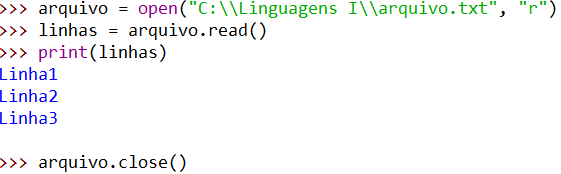 >>> arquivo = open("C:\\Linguagens I\\arquivo.txt", "r")
>>> linhas = arquivo.read()
>>> print(linhas)
Linha1
Linha2
Linha3
>>> arquivo.close()